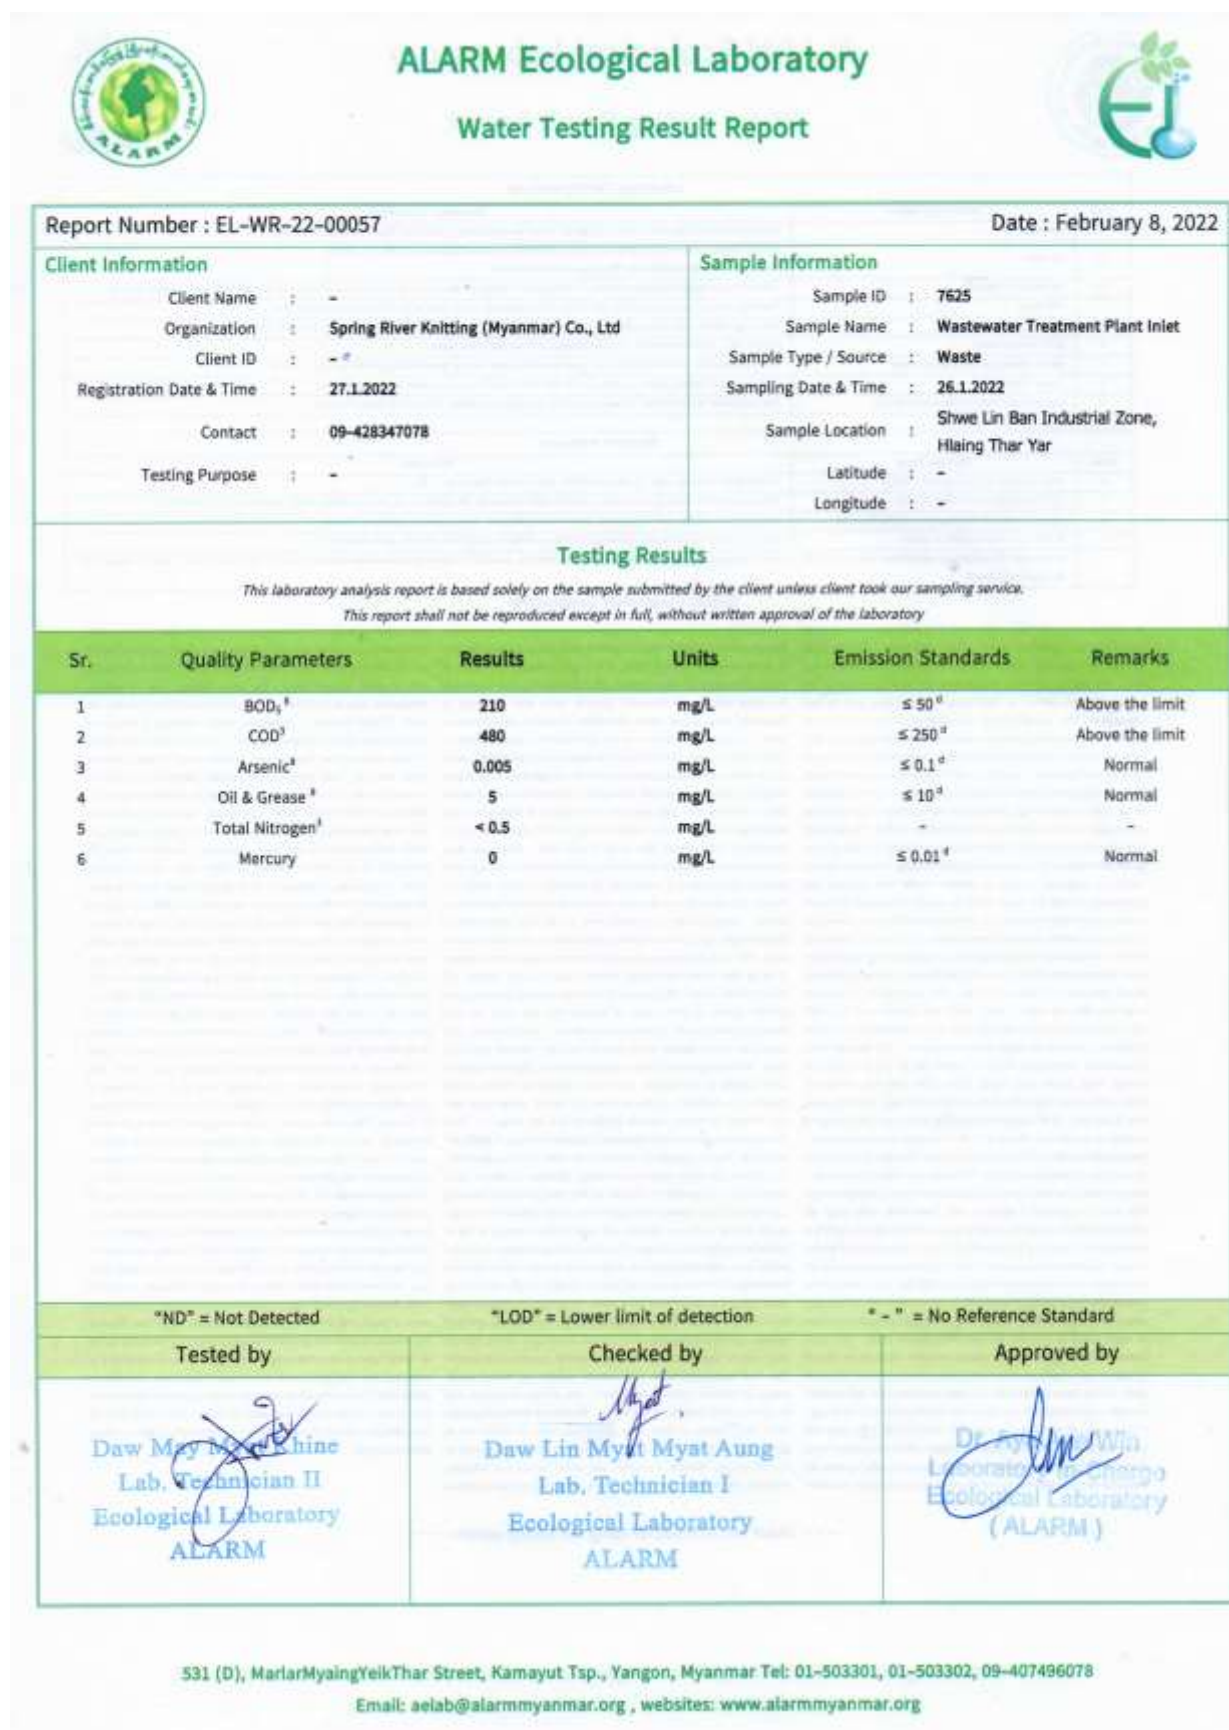 ALARM Ecological Laboratory
Water Testing Result Report
ALARM
Report Number : EL-WR-22-00057
Date : February 8, 2022
Client Information
Client Name : -
Organization : Spring River Knitting (Myanmar) Co., Ltd
Client ID : -
Registration Date & Time : 27.1.2022
Contact : 09-428347078
Testing Purpose : -
Sample Information
Sample ID : 7625
Sample Name : Wastewater Treatment Plant Inlet
Sample Type / Source : Waste
Sampling Date & Time : 26.1.2022
Sample Location : Shwe Lin Ban Industrial Zone,
Hlaing Thar Yar
Latitude : -
Longitude : -
Testing Results
This laboratory analysis report is based solely on the sample submitted by the client unless client took our sampling service.
This report shall not be reproduced except in full, without written approval of the laboratory
Sr. Quality Parameters Results Units Emission Standards Remarks
1 BOD₅ 210 mg/L ≤ 50 ᵈ Above the limit
2 COD 480 mg/L ≤ 250 ᵈ Above the limit
3 Arsenic 0.005 mg/L ≤ 0.1 ᵈ Normal
4 Oil & Grease 5 mg/L ≤ 10 ᵈ Normal
5 Total Nitrogen < 0.5 mg/L - -
6 Mercury 0 mg/L ≤ 0.01 ᵈ Normal
"ND" = Not Detected "LOD" = Lower limit of detection " - " = No Reference Standard
Tested by Checked by Approved by
Daw May
Lab. Technician II
Ecological Laboratory
ALARM
Myat
Daw Lin Myat Myat Aung
Lab. Technician I
Ecological Laboratory
ALARM
Dr. Win
Ecological Laboratory
( ALARM )
531 (D), MarlarMyaingYeikThar Street, Kamayut Tsp., Yangon, Myanmar Tel: 01-503301, 01-503302, 09-407496078
Email: aelab@alarmmyanmar.org , websites: www.alarmmyanmar.org